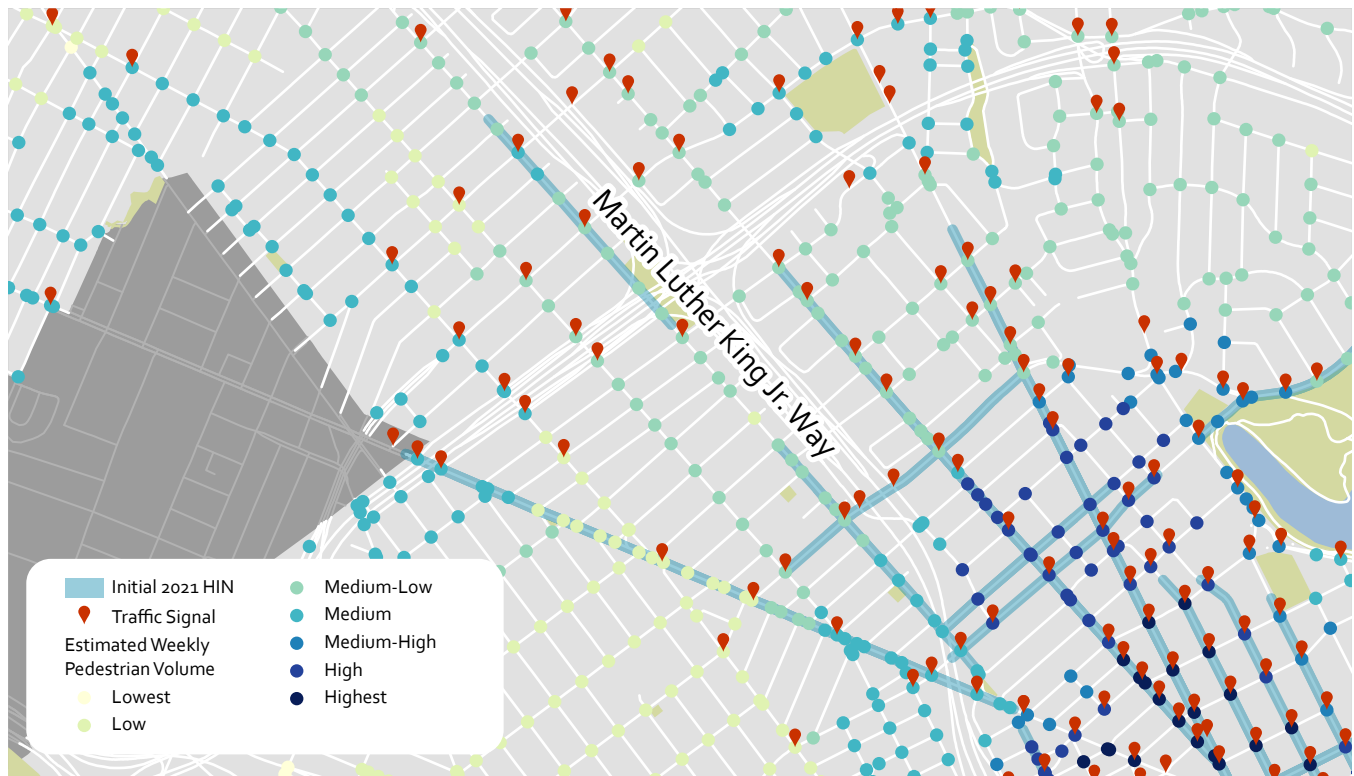 Martin Luther King Jr. Way
Initial 2021 HIN
Traffic Signal
Estimated Weekly
Pedestrian Volume
Lowest
Low
Medium-Low
Medium
Medium-High
High
Highest